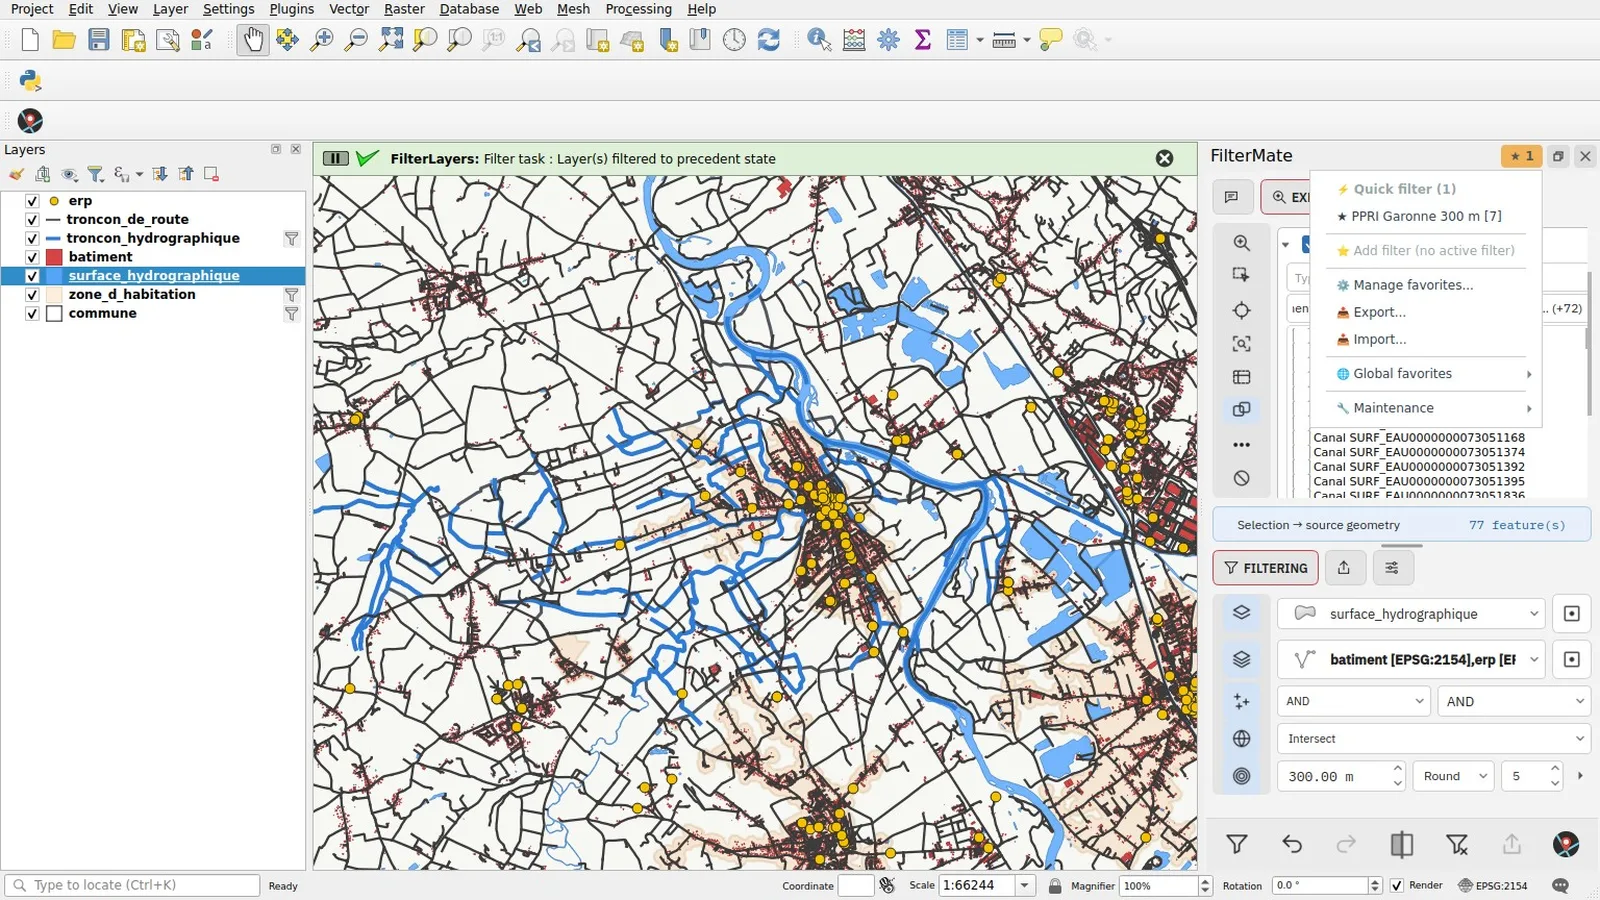 Project Edit View Layer Settings Plugins Vector Raster Database Web Mesh Processing Help
Layers
erp
troncon_de_route
troncon_hydrographique
batiment
surface_hydrographique
zone_d_habitation
commune
FilterLayers: Filter task : Layer(s) filtered to precedent state
FilterMate
★ 1
Quick filter (1)
★ PPRI Garonne 300 m [7]
Add filter (no active filter)
Manage favorites...
Export...
Import...
Global favorites
Maintenance
.. (+72)
Canal SURF_EAU0000000073051168
Canal SURF_EAU0000000073051374
Canal SURF_EAU0000000073051392
Canal SURF_EAU0000000073051395
Canal SURF_EAU0000000073051836
Selection → source geometry 77 feature(s)
FILTERING
surface_hydrographique
batiment [EPSG:2154],erp [EF
AND AND
Intersect
300.00 m Round 5
Type to locate (Ctrl+K) Ready Coordinate Scale 1:66244 Magnifier 100% Rotation 0.0 ° Render EPSG:2154